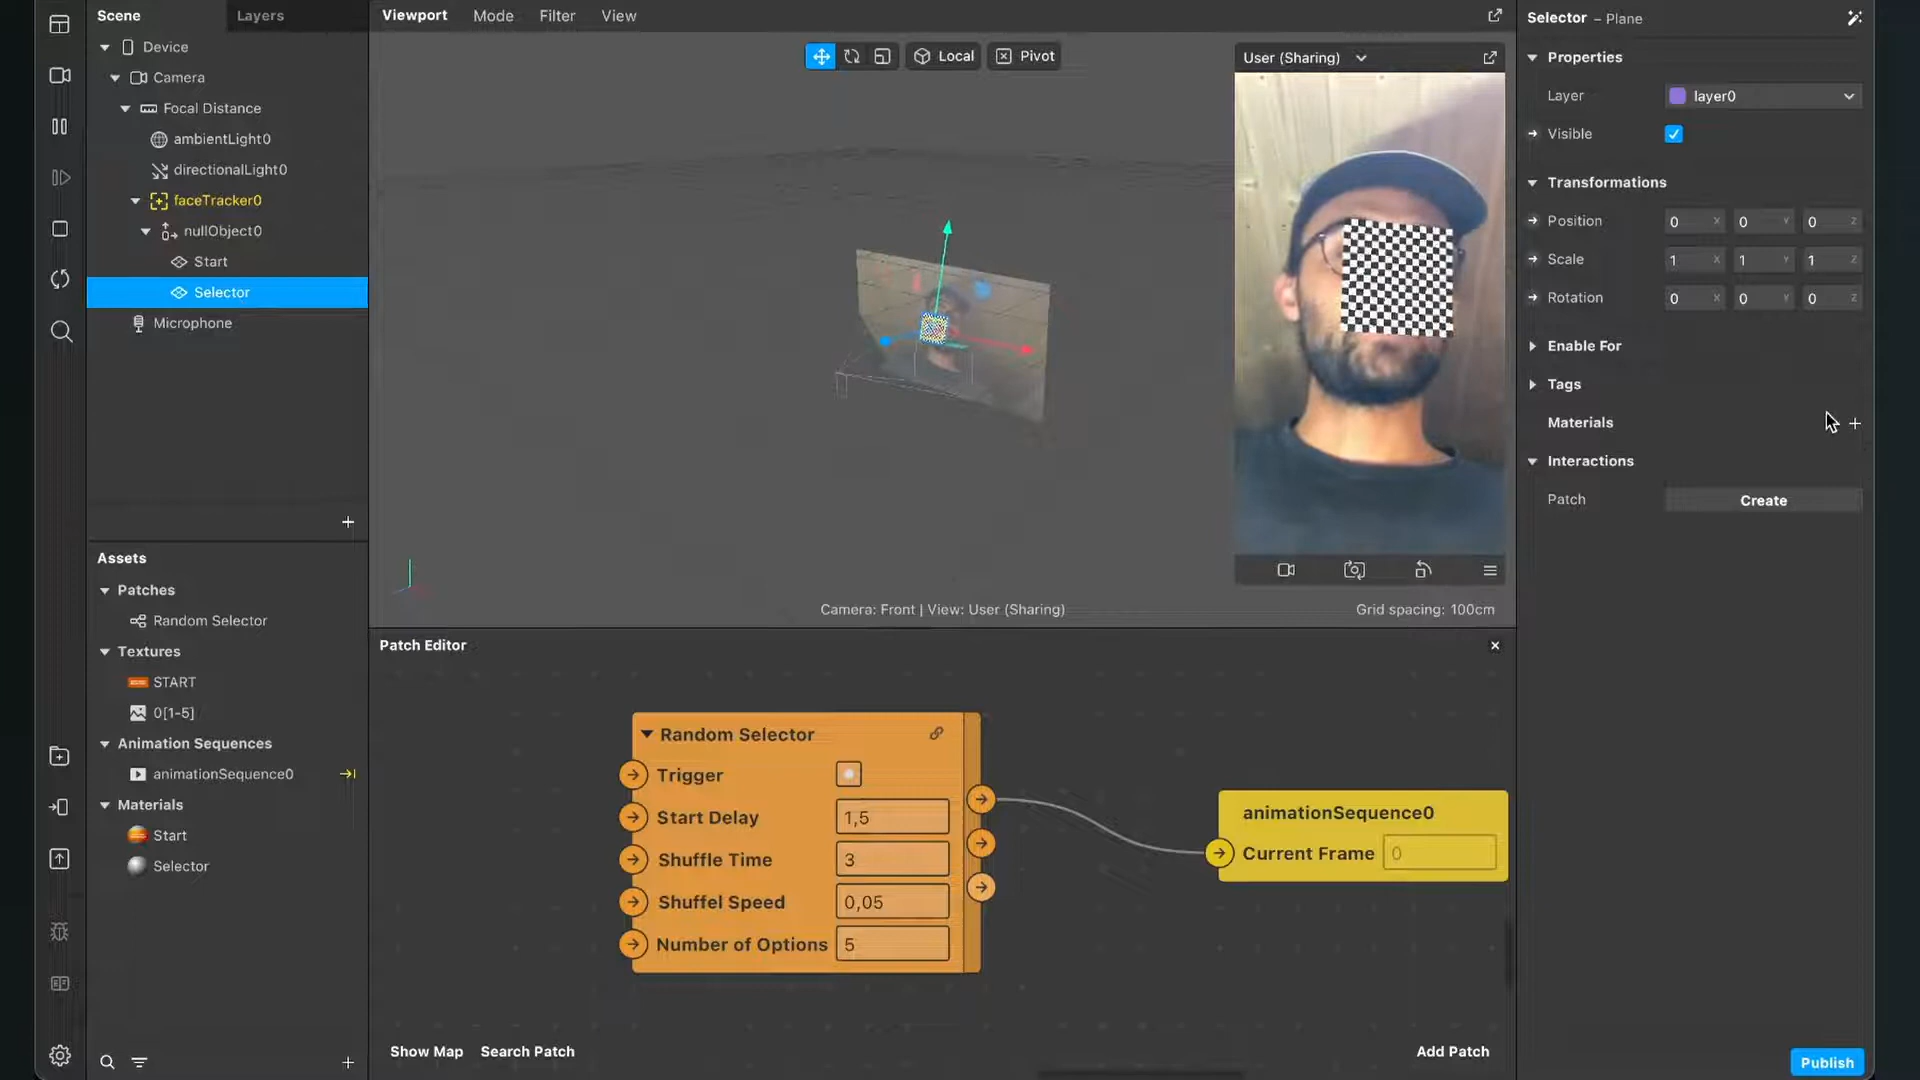 Scene
Layers
Device
Camera
Focal Distance
ambientLight0
directionalLight0
faceTracker0
nullObject0
Start
Selector
Microphone
Assets
Patches
Random Selector
Textures
START
0[1-5]
Animation Sequences
animationSequence0
Materials
Start
Selector
Viewport
Mode
Filter
View
Local
Pivot
User (Sharing)
Camera: Front | View: User (Sharing)
Grid spacing: 100cm
Patch Editor
Random Selector
Trigger
Start Delay 1,5
Shuffle Time 3
Shuffel Speed 0,05
Number of Options 5
animationSequence0
Current Frame 0
Show Map
Search Patch
Add Patch
Selector – Plane
Properties
Layer layer0
Visible
Transformations
Position 0 X 0 Y 0 Z
Scale 1 X 1 Y 1 Z
Rotation 0 X 0 Y 0 Z
Enable For
Tags
Materials
Interactions
Patch Create
Publish